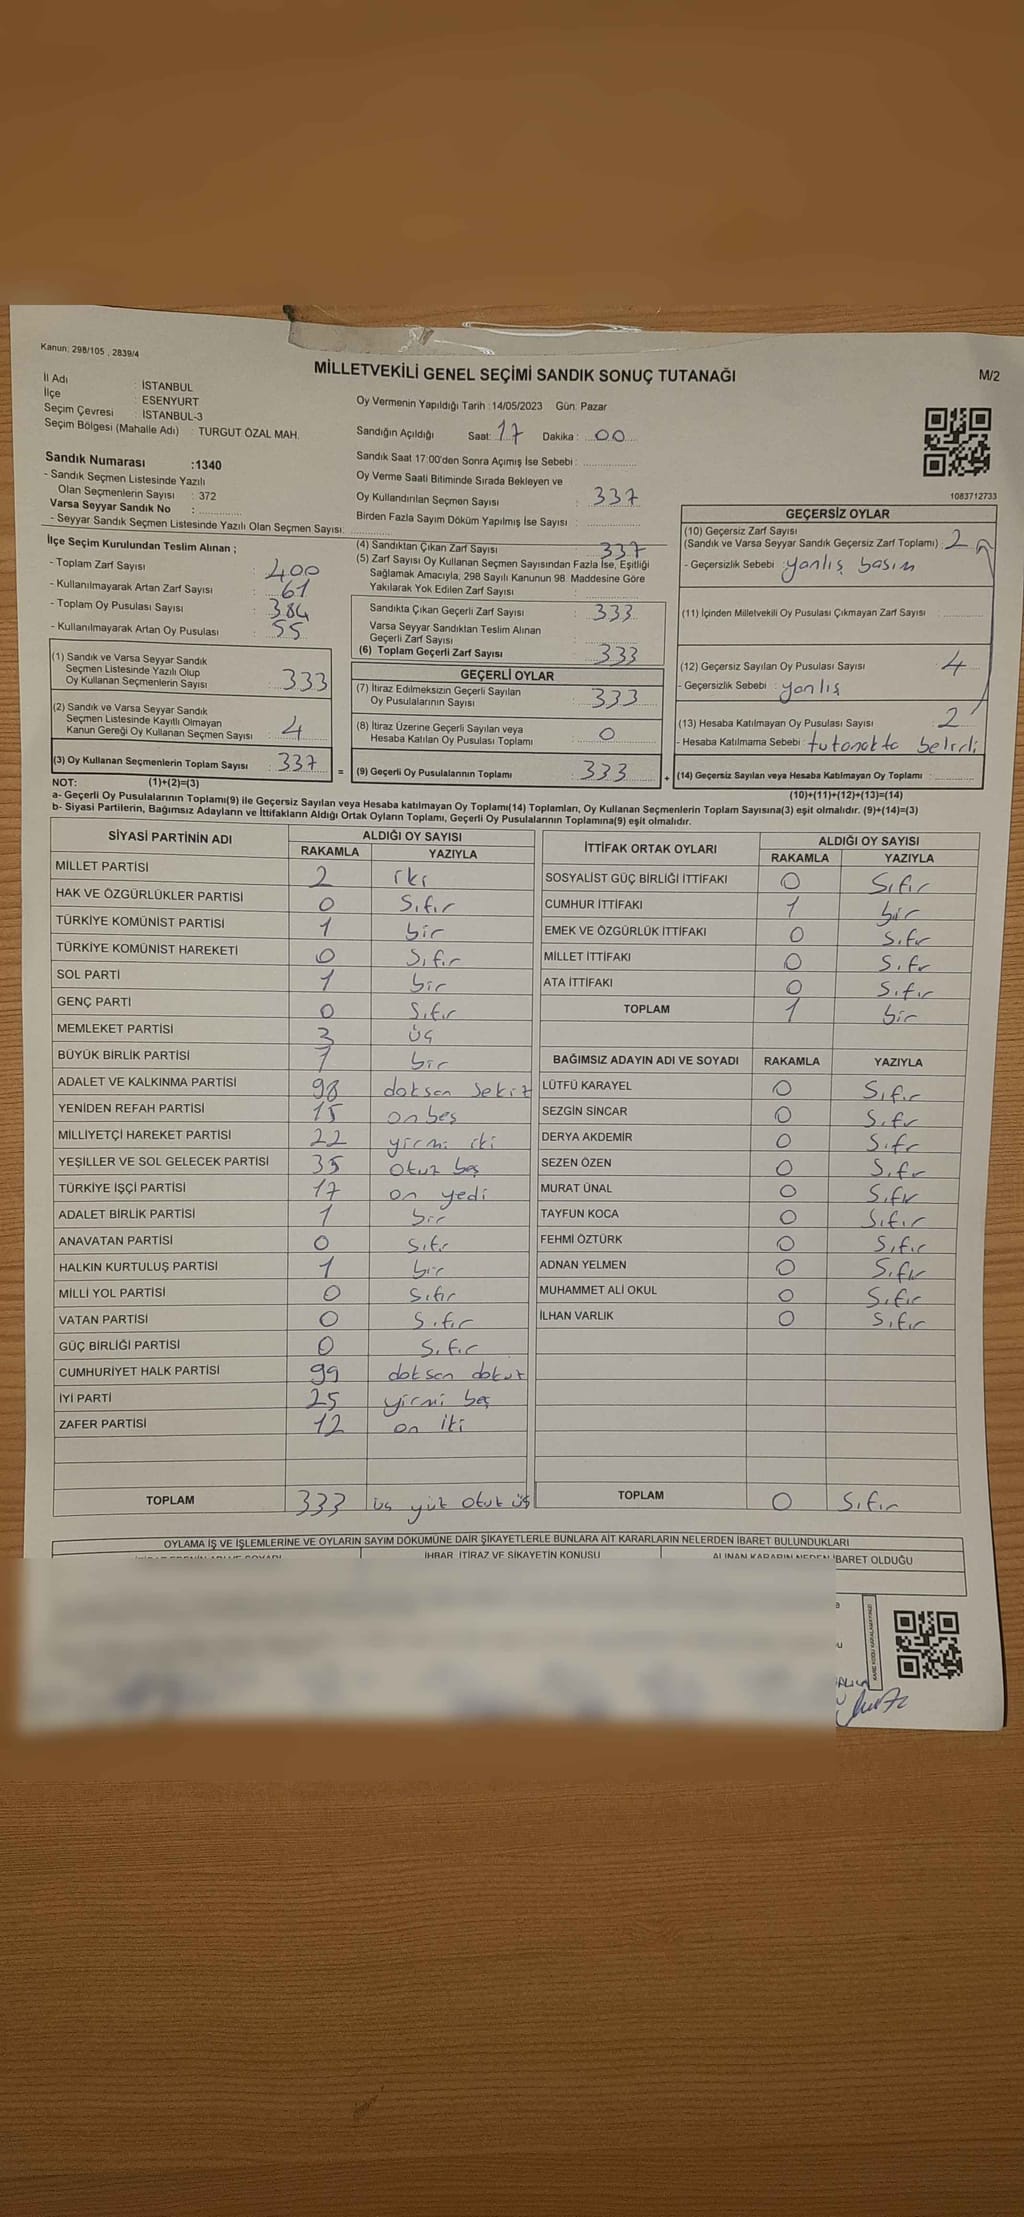 Kanun: 298/105 , 2839/4
MİLLETVEKİLİ GENEL SEÇİMİ SANDIK SONUÇ TUTANAĞI
M/2
İl Adı : İSTANBUL
İlçe : ESENYURT
Seçim Çevresi : İSTANBUL-3
Seçim Bölgesi (Mahalle Adı) : TURGUT ÖZAL MAH.
Oy Vermenin Yapıldığı Tarih :14/05/2023 Gün: Pazar
Sandığın Açıldığı Saat: 17 Dakika : 00
Sandık Saat 17:00'den Sonra Açımış İse Sebebi :
Oy Verme Saati Bitiminde Sırada Bekleyen ve
Oy Kullandırılan Seçmen Sayısı : 337
Birden Fazla Sayım Döküm Yapılmış İse Sayısı :
Sandık Numarası :1340
- Sandık Seçmen Listesinde Yazılı
Olan Seçmenlerin Sayısı : 372
Varsa Seyyar Sandık No :
- Seyyar Sandık Seçmen Listesinde Yazılı Olan Seçmen Sayısı:
1083712733
İlçe Seçim Kurulundan Teslim Alınan ;
- Toplam Zarf Sayısı : 400
- Kullanılmayarak Artan Zarf Sayısı : 61
- Toplam Oy Pusulası Sayısı : 384
- Kullanılmayarak Artan Oy Pusulası : 55
(1) Sandık ve Varsa Seyyar Sandık
Seçmen Listesinde Yazılı Olup
Oy Kullanan Seçmenlerin Sayısı : 333
(2) Sandık ve Varsa Seyyar Sandık
Seçmen Listesinde Kayıtlı Olmayan
Kanun Gereği Oy Kullanan Seçmen Sayısı : 4
(3) Oy Kullanan Seçmenlerin Toplam Sayısı : 337
(4) Sandıktan Çıkan Zarf Sayısı : 337
(5) Zarf Sayısı Oy Kullanan Seçmen Sayısından Fazla İse, Eşitliği
Sağlamak Amacıyla, 298 Sayılı Kanunun 98. Maddesine Göre
Yakılarak Yok Edilen Zarf Sayısı :
Sandıkta Çıkan Geçerli Zarf Sayısı : 333
Varsa Seyyar Sandıktan Teslim Alınan
Geçerli Zarf Sayısı :
(6) Toplam Geçerli Zarf Sayısı : 333
GEÇERLİ OYLAR
(7) İtiraz Edilmeksizin Geçerli Sayılan
Oy Pusulalarının Sayısı : 333
(8) İtiraz Üzerine Geçerli Sayılan veya
Hesaba Katılan Oy Pusulası Toplamı : 0
= (9) Geçerli Oy Pusulalarının Toplamı : 333
GEÇERSİZ OYLAR
(10) Geçersiz Zarf Sayısı
(Sandık ve Varsa Seyyar Sandık Geçersiz Zarf Toplamı) : 2
- Geçersizlik Sebebi : yanlış basım
(11) İçinden Milletvekili Oy Pusulası Çıkmayan Zarf Sayısı :
(12) Geçersiz Sayılan Oy Pusulası Sayısı : 4
- Geçersizlik Sebebi : yanlış
(13) Hesaba Katılmayan Oy Pusulası Sayısı : 2
- Hesaba Katılmama Sebebi : tutanakta belirdi
+ (14) Geçersiz Sayılan veya Hesaba Katılmayan Oy Toplamı :
NOT: (1)+(2)=(3)
(10)+(11)+(12)+(13)=(14)
a- Geçerli Oy Pusulalarının Toplamı(9) ile Geçersiz Sayılan veya Hesaba katılmayan Oy Toplamı(14) Toplamları, Oy Kullanan Seçmenlerin Toplam Sayısına(3) eşit olmalıdır. (9)+(14)=(3)
b- Siyasi Partilerin, Bağımsız Adayların ve İttifakların Aldığı Ortak Oyların Toplamı, Geçerli Oy Pusulalarının Toplamına(9) eşit olmalıdır.
SİYASİ PARTİNİN ADI ALDIĞI OY SAYISI
RAKAMLA YAZIYLA
MİLLET PARTİSİ 2 iki
HAK VE ÖZGÜRLÜKLER PARTİSİ 0 Sıfır
TÜRKİYE KOMÜNİST PARTİSİ 1 bir
TÜRKİYE KOMÜNİST HAREKETİ 0 Sıfır
SOL PARTİ 1 bir
GENÇ PARTİ 0 Sıfır
MEMLEKET PARTİSİ 3 üç
BÜYÜK BİRLİK PARTİSİ 1 bir
ADALET VE KALKINMA PARTİSİ 98 doksan sekiz
YENİDEN REFAH PARTİSİ 15 on beş
MİLLİYETÇİ HAREKET PARTİSİ 22 yirmi iki
YEŞİLLER VE SOL GELECEK PARTİSİ 35 otuz beş
TÜRKİYE İŞÇİ PARTİSİ 17 on yedi
ADALET BİRLİK PARTİSİ 1 bir
ANAVATAN PARTİSİ 0 Sıfır
HALKIN KURTULUŞ PARTİSİ 1 bir
MİLLİ YOL PARTİSİ 0 Sıfır
VATAN PARTİSİ 0 Sıfır
GÜÇ BİRLİĞİ PARTİSİ 0 Sıfır
CUMHURİYET HALK PARTİSİ 99 doksan dokuz
İYİ PARTİ 25 yirmi beş
ZAFER PARTİSİ 12 on iki
TOPLAM 333 üç yüz otuz üç
İTTİFAK ORTAK OYLARI ALDIĞI OY SAYISI
RAKAMLA YAZIYLA
SOSYALİST GÜÇ BİRLİĞİ İTTİFAKI 0 Sıfır
CUMHUR İTTİFAKI 1 bir
EMEK VE ÖZGÜRLÜK İTTİFAKI 0 Sıfr
MİLLET İTTİFAKI 0 Sıfr
ATA İTTİFAKI 0 Sıfır
TOPLAM 1 bir
BAĞIMSIZ ADAYIN ADI VE SOYADI RAKAMLA YAZIYLA
LÜTFÜ KARAYEL 0 Sıfır
SEZGİN SİNCAR 0 Sıfır
DERYA AKDEMİR 0 Sıfr
SEZEN ÖZEN 0 Sıfır
MURAT ÜNAL 0 Sıfır
TAYFUN KOCA 0 Sıfır
FEHMİ ÖZTÜRK 0 Sıfır
ADNAN YELMEN 0 Sıfır
MUHAMMET ALİ OKUL 0 Sıfır
İLHAN VARLIK 0 Sıfır
TOPLAM 0 Sıfır
OYLAMA İŞ VE İŞLEMLERİNE VE OYLARIN SAYIM DÖKÜMÜNE DAİR ŞİKAYETLERLE BUNLARA AİT KARARLARIN NELERDEN İBARET BULUNDUKLARI
İHBAR, İTİRAZ VE ŞİKAYETİN KONUSU
ALINAN KARARIN NEDEN İBARET OLDUĞU